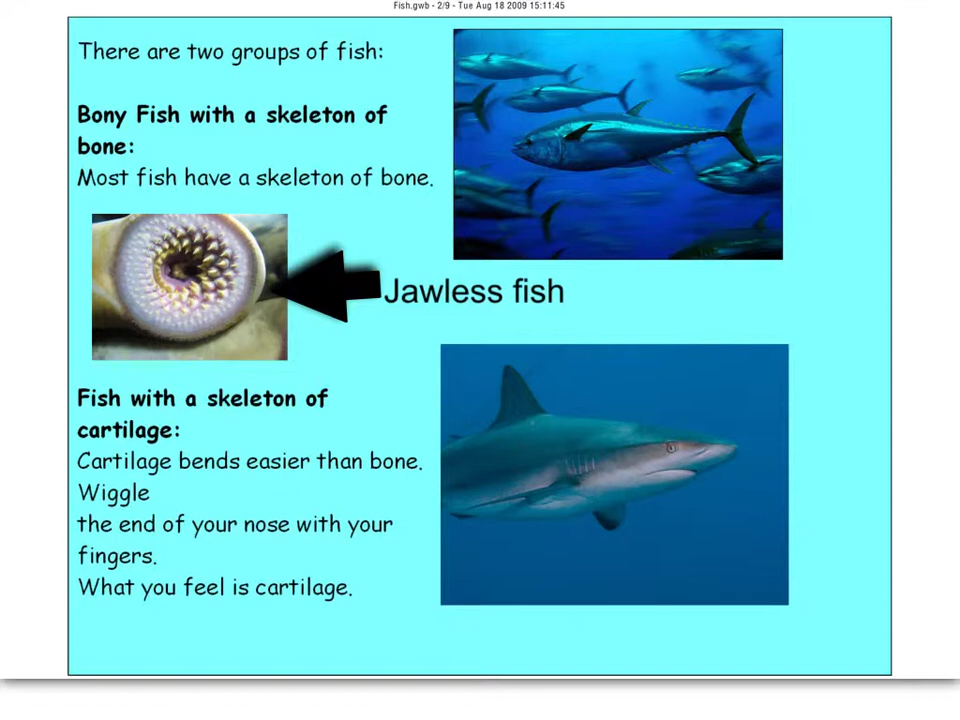 Fish.gwb - 2/9 - Tue Aug 18 2009 15:11:45
There are two groups of fish:
Bony Fish with a skeleton of
bone:
Most fish have a skeleton of bone.
Jawless fish
Fish with a skeleton of
cartilage:
Cartilage bends easier than bone.
Wiggle
the end of your nose with your
fingers.
What you feel is cartilage.